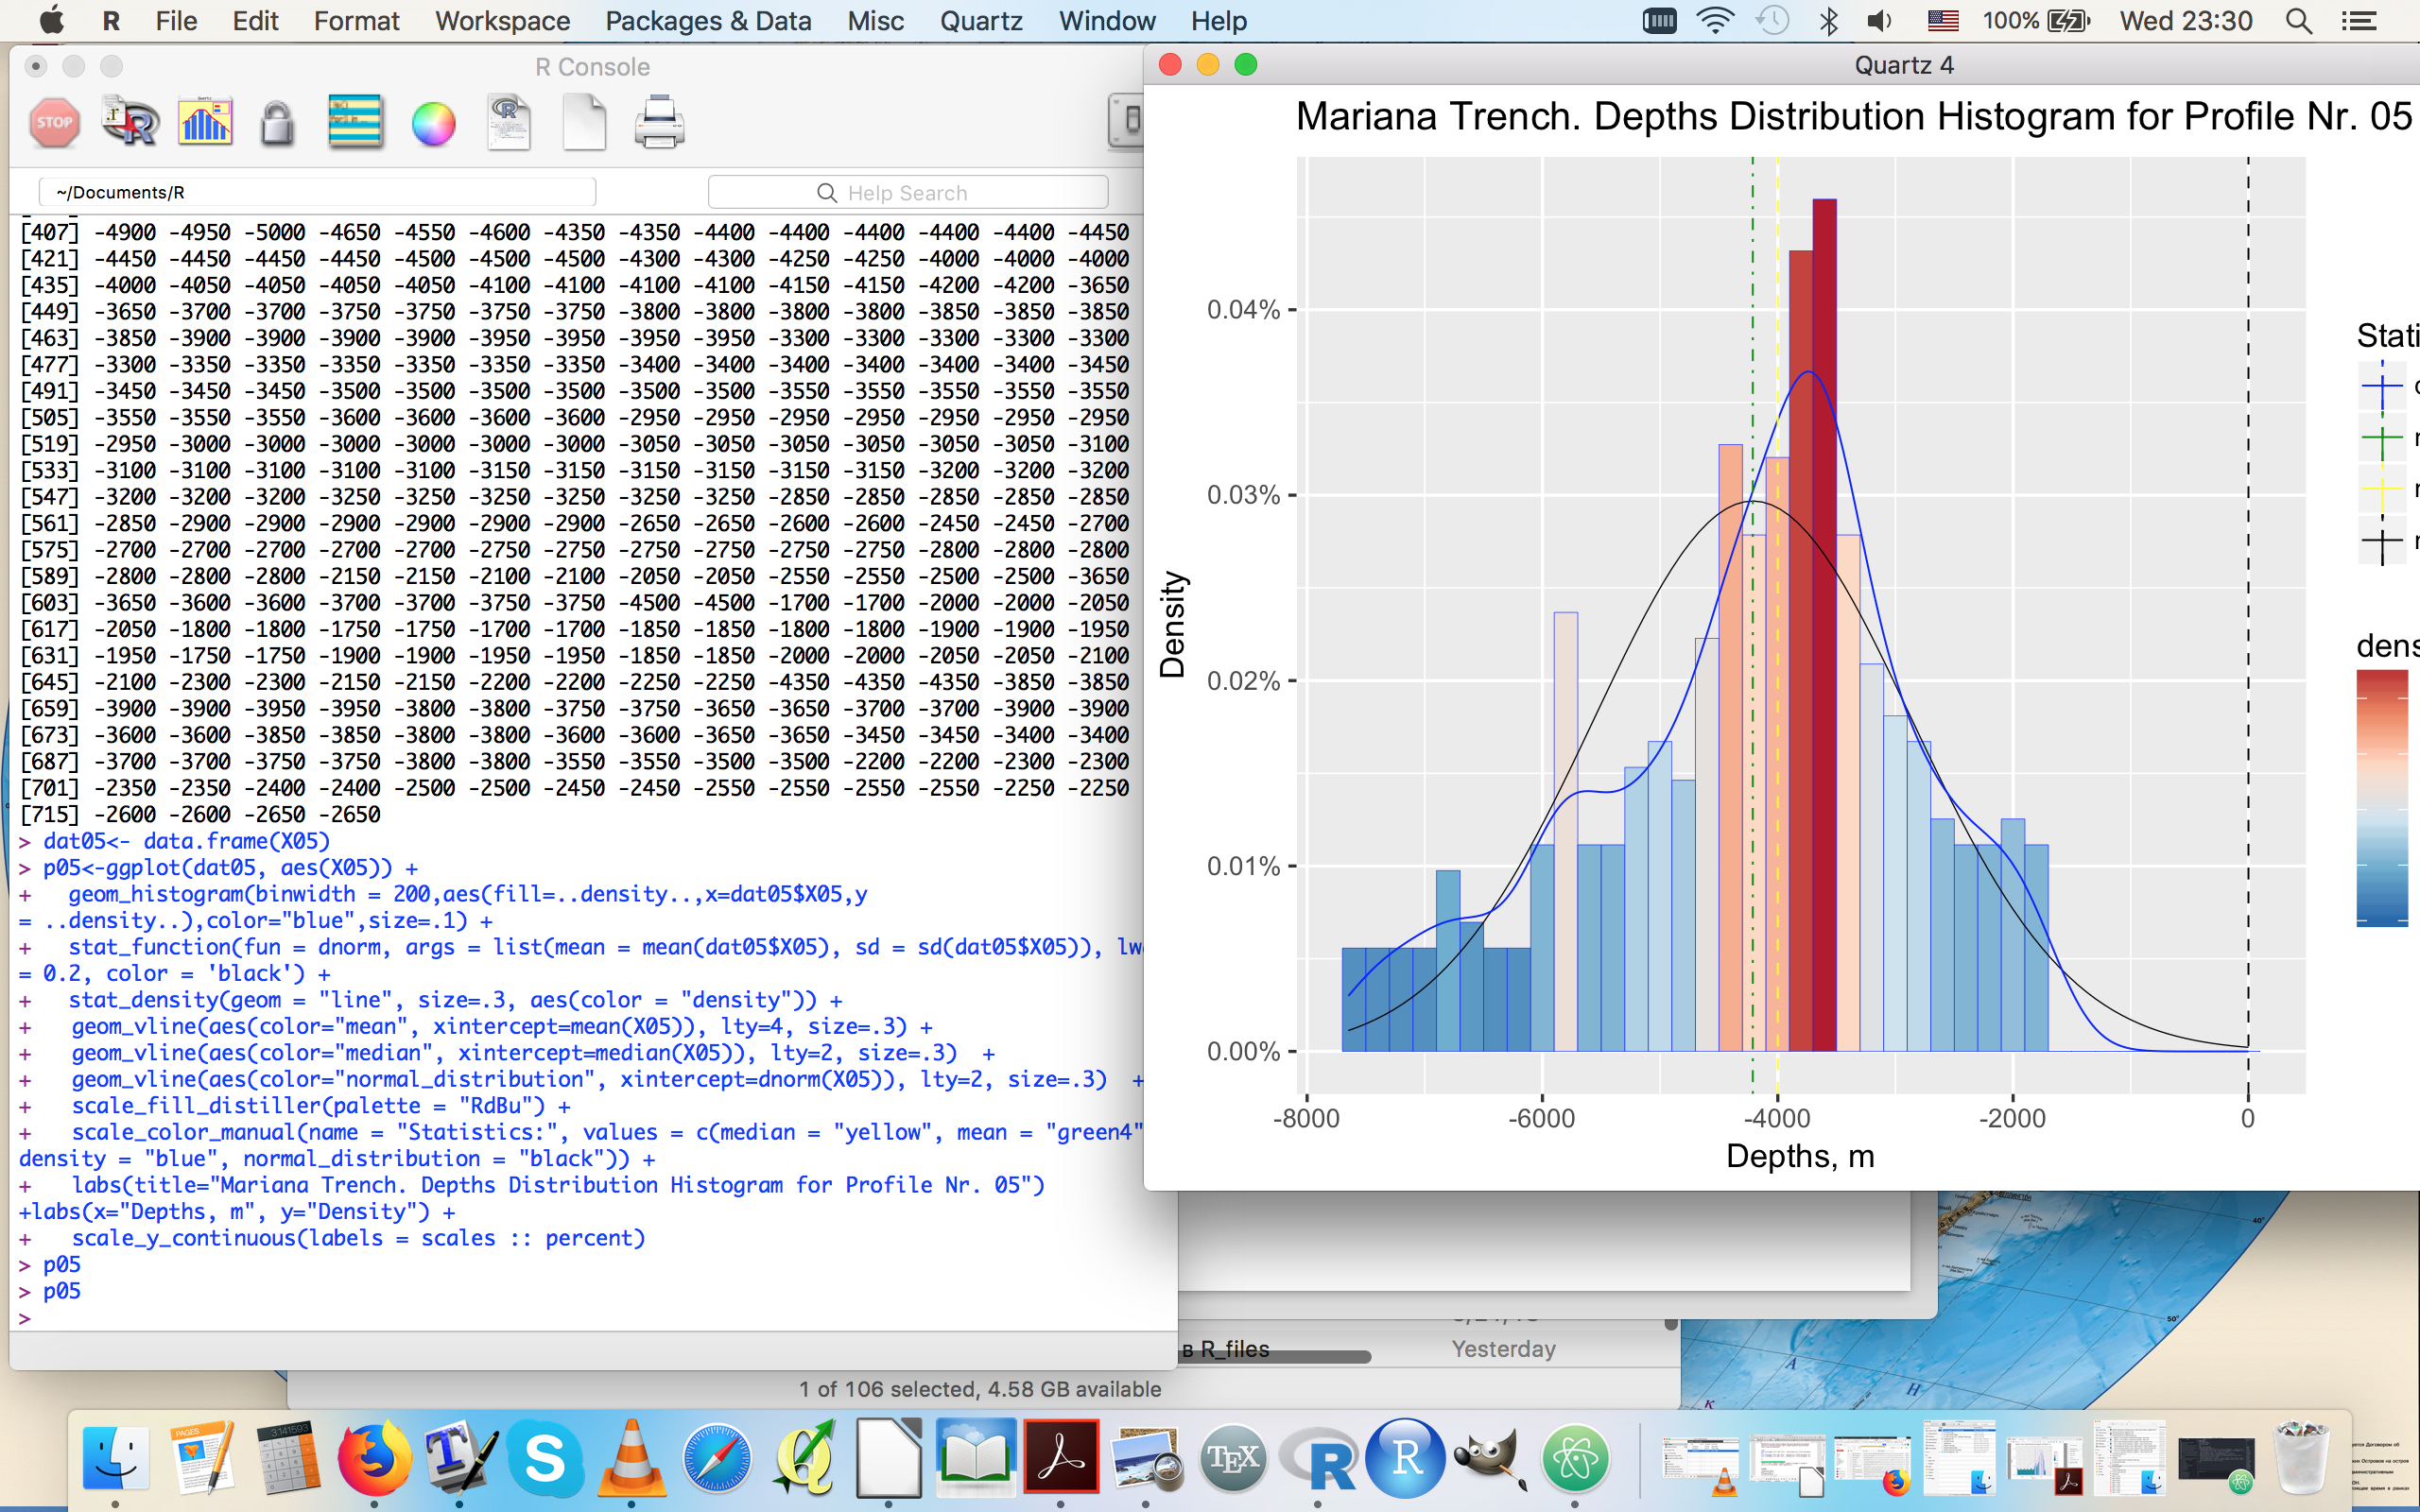 R File Edit Format Workspace Packages & Data Misc Quartz Window Help 100% Wed 23:30
R Console
STOP
~/Documents/R
Help Search
[407] -4900 -4950 -5000 -4650 -4550 -4600 -4350 -4350 -4400 -4400 -4400 -4400 -4400 -4450
[421] -4450 -4450 -4450 -4450 -4500 -4500 -4500 -4300 -4300 -4250 -4250 -4000 -4000 -4000
[435] -4000 -4050 -4050 -4050 -4050 -4100 -4100 -4100 -4100 -4150 -4150 -4200 -4200 -3650
[449] -3650 -3700 -3700 -3750 -3750 -3750 -3750 -3800 -3800 -3800 -3800 -3850 -3850 -3850
[463] -3850 -3900 -3900 -3900 -3900 -3950 -3950 -3950 -3950 -3300 -3300 -3300 -3300 -3300
[477] -3300 -3350 -3350 -3350 -3350 -3350 -3350 -3400 -3400 -3400 -3400 -3400 -3400 -3450
[491] -3450 -3450 -3450 -3500 -3500 -3500 -3500 -3500 -3500 -3550 -3550 -3550 -3550 -3550
[505] -3550 -3550 -3550 -3600 -3600 -3600 -3600 -2950 -2950 -2950 -2950 -2950 -2950 -2950
[519] -2950 -3000 -3000 -3000 -3000 -3000 -3000 -3050 -3050 -3050 -3050 -3050 -3050 -3100
[533] -3100 -3100 -3100 -3100 -3100 -3150 -3150 -3150 -3150 -3150 -3150 -3200 -3200 -3200
[547] -3200 -3200 -3200 -3250 -3250 -3250 -3250 -3250 -3250 -2850 -2850 -2850 -2850 -2850
[561] -2850 -2900 -2900 -2900 -2900 -2900 -2900 -2650 -2650 -2600 -2600 -2450 -2450 -2700
[575] -2700 -2700 -2700 -2700 -2700 -2750 -2750 -2750 -2750 -2750 -2750 -2800 -2800 -2800
[589] -2800 -2800 -2800 -2150 -2150 -2100 -2100 -2050 -2050 -2550 -2550 -2500 -2500 -3650
[603] -3650 -3600 -3600 -3700 -3700 -3750 -3750 -4500 -4500 -1700 -1700 -2000 -2000 -2050
[617] -2050 -1800 -1800 -1750 -1750 -1700 -1700 -1850 -1850 -1800 -1800 -1900 -1900 -1950
[631] -1950 -1750 -1750 -1900 -1900 -1950 -1950 -1850 -1850 -2000 -2000 -2050 -2050 -2100
[645] -2100 -2300 -2300 -2150 -2150 -2200 -2200 -2250 -2250 -4350 -4350 -4350 -3850 -3850
[659] -3900 -3900 -3950 -3950 -3800 -3800 -3750 -3750 -3650 -3650 -3700 -3700 -3900 -3900
[673] -3600 -3600 -3850 -3850 -3800 -3800 -3600 -3600 -3650 -3650 -3450 -3450 -3400 -3400
[687] -3700 -3700 -3750 -3750 -3800 -3800 -3550 -3550 -3500 -3500 -2200 -2200 -2300 -2300
[701] -2350 -2350 -2400 -2400 -2500 -2500 -2450 -2450 -2550 -2550 -2550 -2550 -2250 -2250
[715] -2600 -2600 -2650 -2650
> dat05<- data.frame(X05)
> p05<-ggplot(dat05, aes(X05)) +
+   geom_histogram(binwidth = 200,aes(fill=..density..,x=dat05$X05,y
= ..density..),color="blue",size=.1) +
+   stat_function(fun = dnorm, args = list(mean = mean(dat05$X05), sd = sd(dat05$X05)), lw
= 0.2, color = 'black') +
+   stat_density(geom = "line", size=.3, aes(color = "density")) +
+   geom_vline(aes(color="mean", xintercept=mean(X05)), lty=4, size=.3) +
+   geom_vline(aes(color="median", xintercept=median(X05)), lty=2, size=.3)  +
+   geom_vline(aes(color="normal_distribution", xintercept=dnorm(X05)), lty=2, size=.3)  +
+   scale_fill_distiller(palette = "RdBu") +
+   scale_color_manual(name = "Statistics:", values = c(median = "yellow", mean = "green4"
density = "blue", normal_distribution = "black")) +
+   labs(title="Mariana Trench. Depths Distribution Histogram for Profile Nr. 05")
+labs(x="Depths, m", y="Density") +
+   scale_y_continuous(labels = scales :: percent)
> p05
> p05
>
Quartz 4
Mariana Trench. Depths Distribution Histogram for Profile Nr. 05
Density
0.04%
0.03%
0.02%
0.01%
0.00%
-8000 -6000 -4000 -2000 0
Depths, m
Stati
dens
в R_files Yesterday
1 of 106 selected, 4.58 GB available
PAGES
3.141593
TEX
40°
50°
А
Н
К